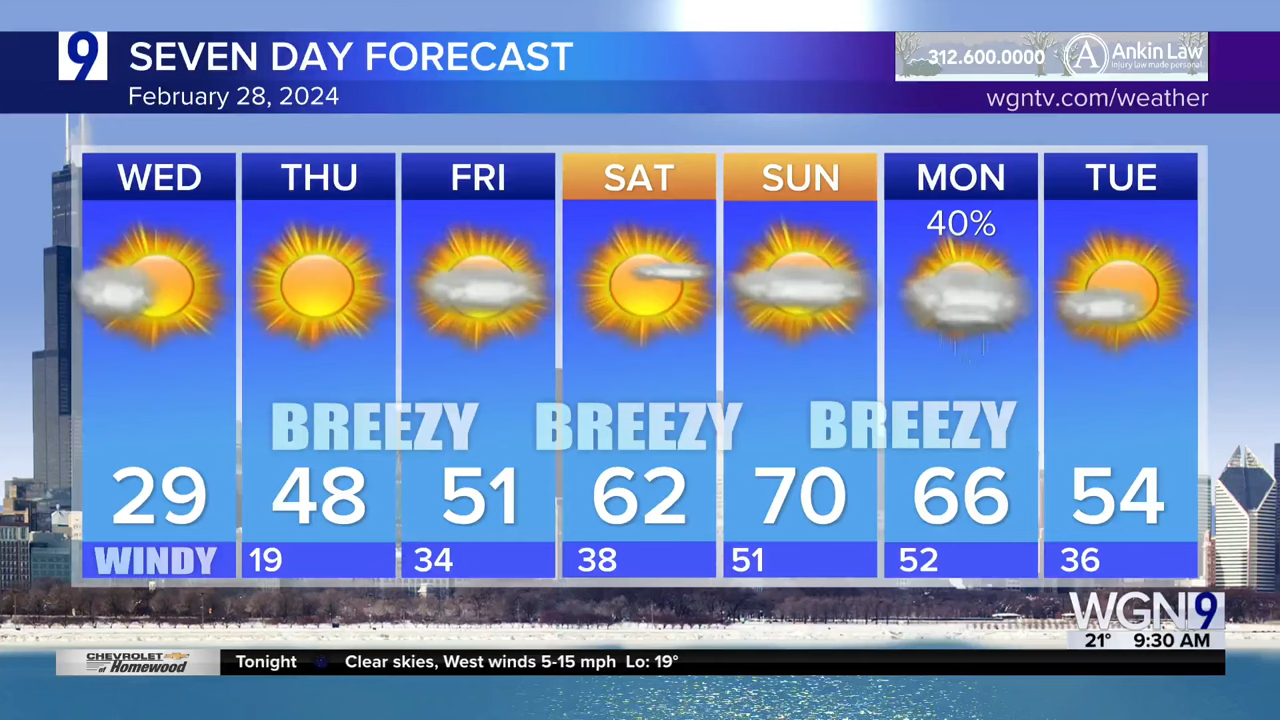 9 SEVEN DAY FORECAST
February 28, 2024
312.600.0000 A Ankin Law
Injury law made personal
wgntv.com/weather
WED THU FRI SAT SUN MON TUE
40%
BREEZY BREEZY BREEZY
29 48 51 62 70 66 54
WINDY 19 34 38 51 52 36
WGN9
21° 9:30 AM
CHEVROLET
of Homewood
Tonight Clear skies, West winds 5-15 mph Lo: 19°